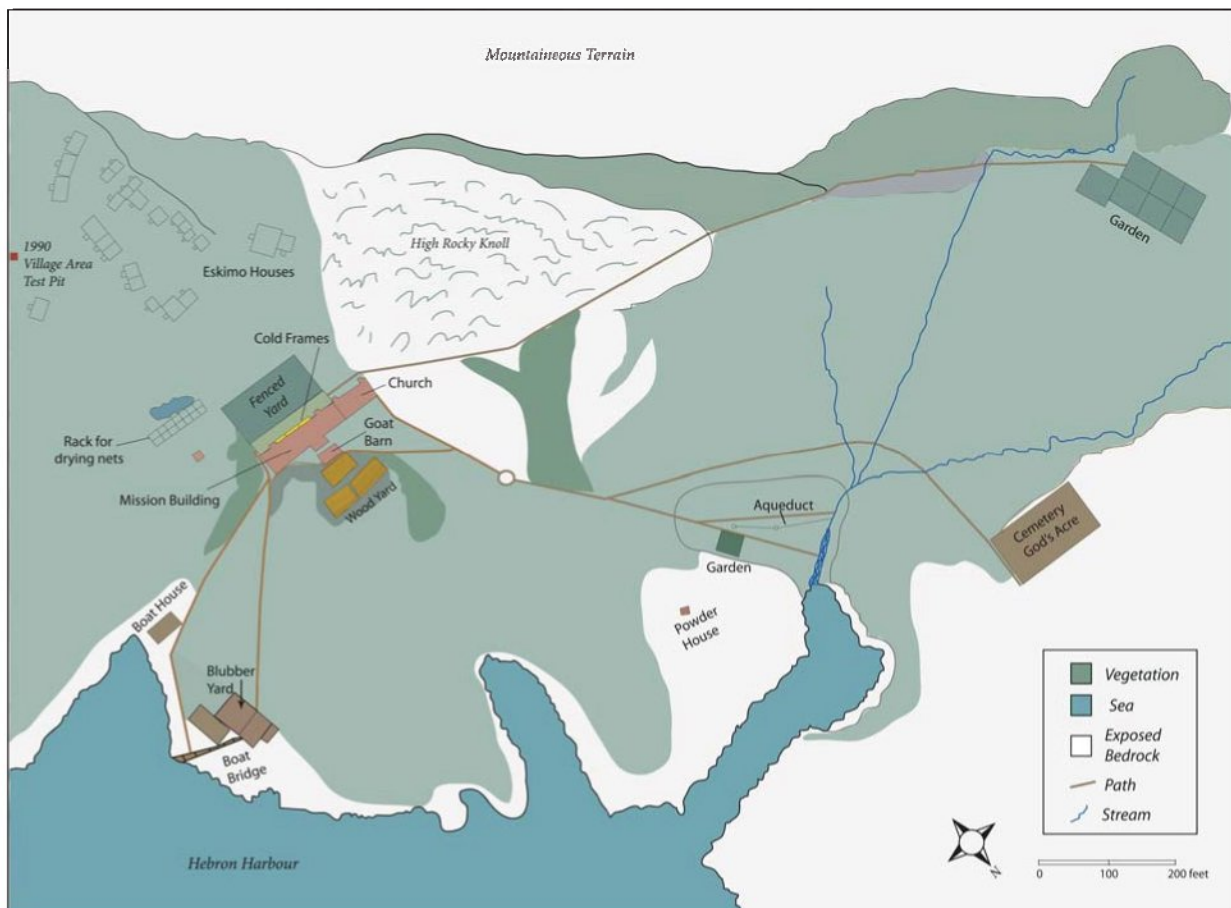 Mountaineous Terrain
High Rocky Knoll
Garden
1990
Village Area
Test Pit
Eskimo Houses
Cold Frames
Church
Fenced
Yard
Goat
Barn
Rack for
drying nets
Mission Building
Wood Yard
Aqueduct
Cemetery
God's Acre
Garden
Boat House
Powder
House
Blubber
Yard
Boat
Bridge
Hebron Harbour
Vegetation
Sea
Exposed
Bedrock
Path
Stream
N
0 100 200 feet